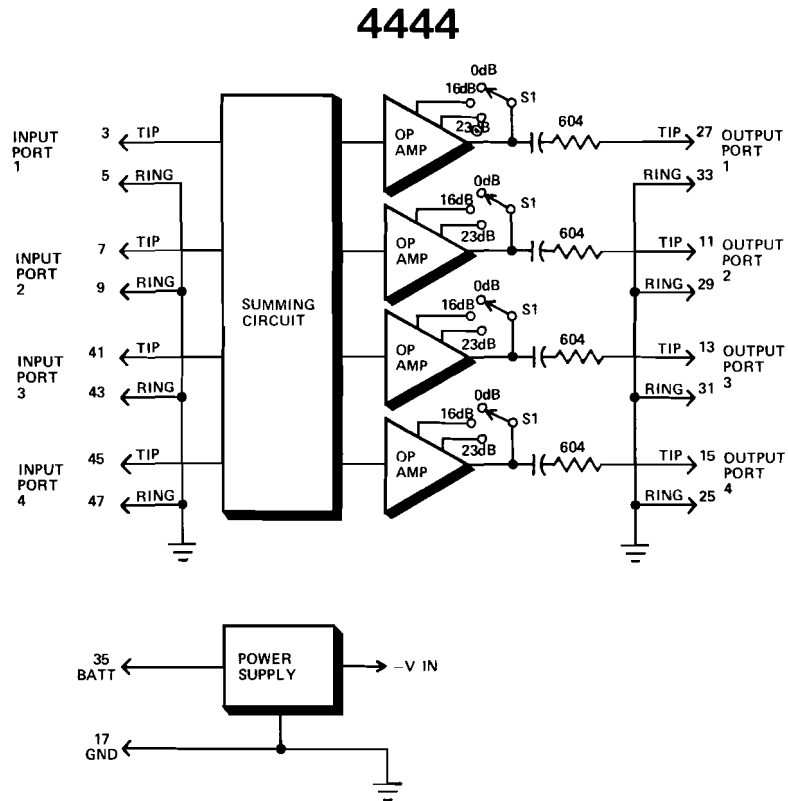 4444
INPUT
PORT
1
3 TIP
5 RING
INPUT
PORT
2
7 TIP
9 RING
INPUT
PORT
3
41 TIP
43 RING
INPUT
PORT
4
45 TIP
47 RING
SUMMING
CIRCUIT
OP
AMP
16dB
0dB
23dB
S1
604
TIP 27
RING 33
OUTPUT
PORT
1
OP
AMP
16dB
0dB
23dB
S1
604
TIP 11
RING 29
OUTPUT
PORT
2
OP
AMP
16dB
0dB
23dB
S1
604
TIP 13
RING 31
OUTPUT
PORT
3
OP
AMP
16dB
0dB
23dB
S1
604
TIP 15
RING 25
OUTPUT
PORT
4
35
BATT
POWER
SUPPLY
–V IN
17
GND